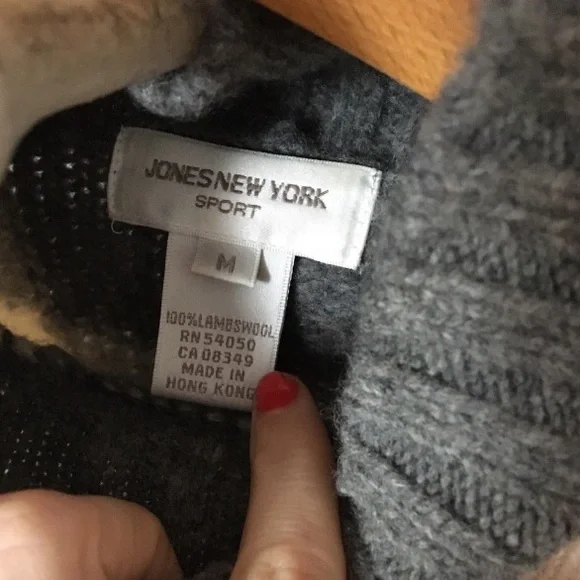 JONES NEW YORK
SPORT
M
100% LAMBSWOOL
RN 54050
CA 08349
MADE IN
HONG KONG